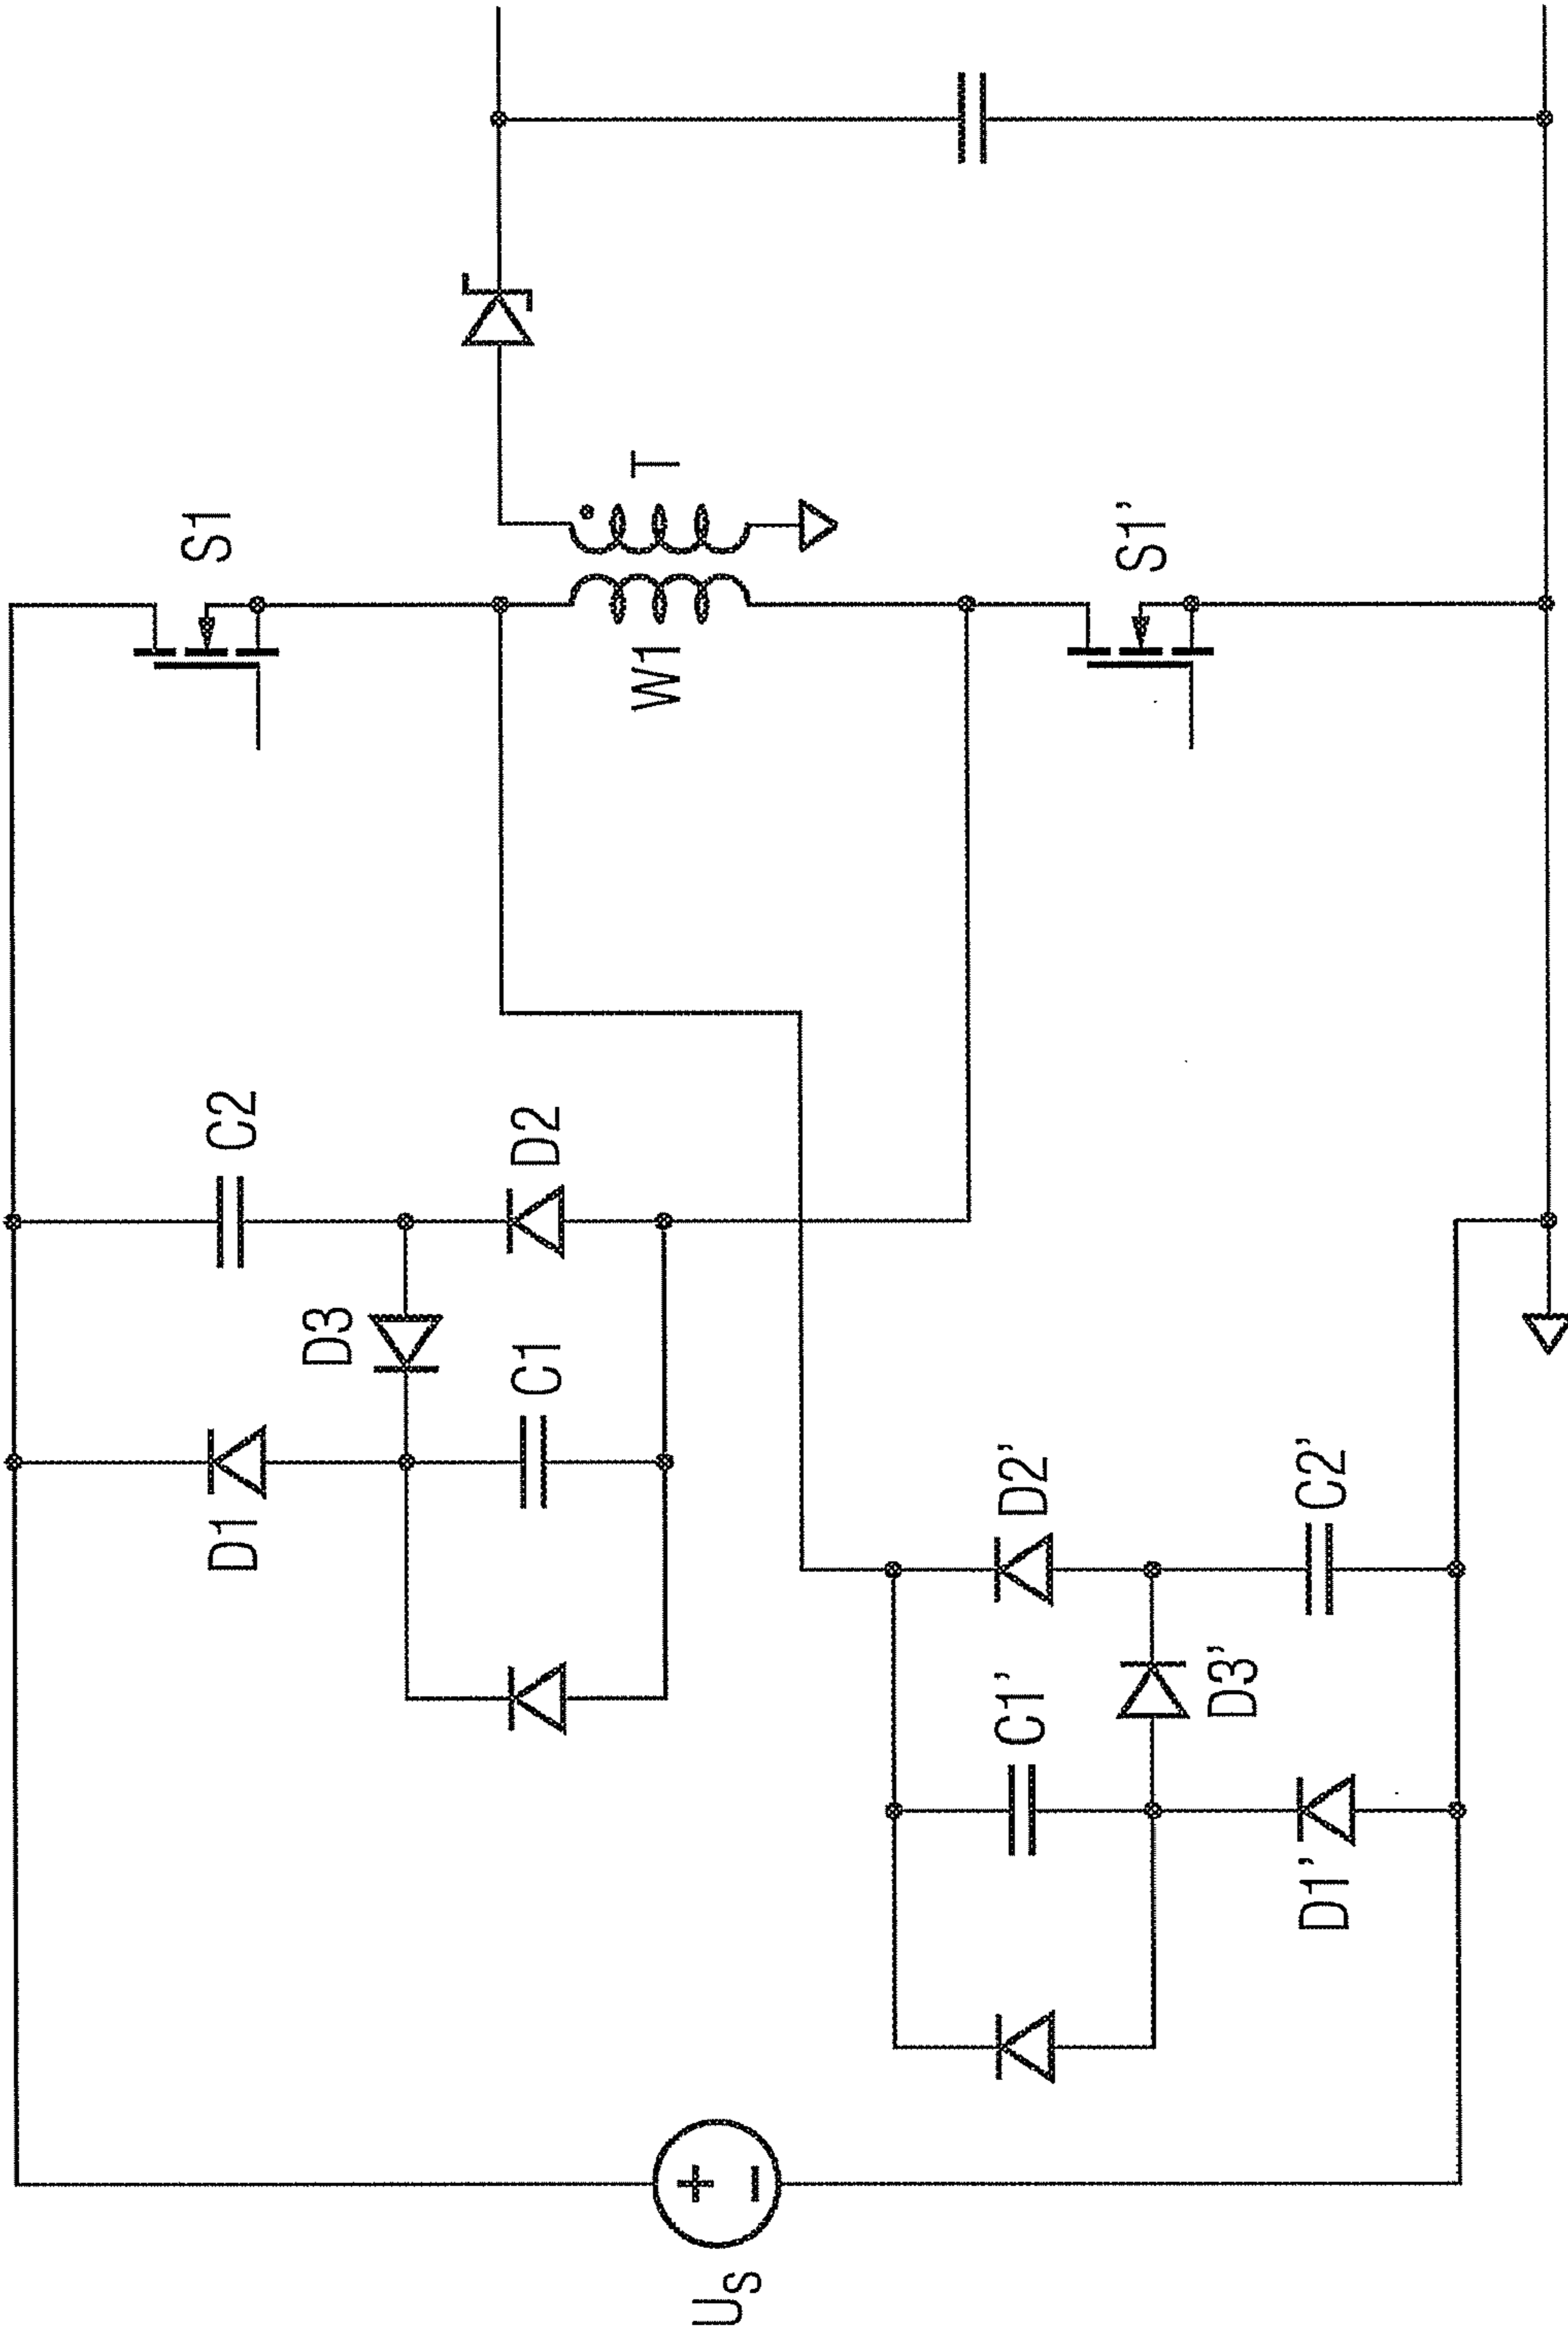 S1
T
W1
S1'
C2
D2
D3
C1
D1
D2'
C2'
C1'
D3'
D1'
+
−
US